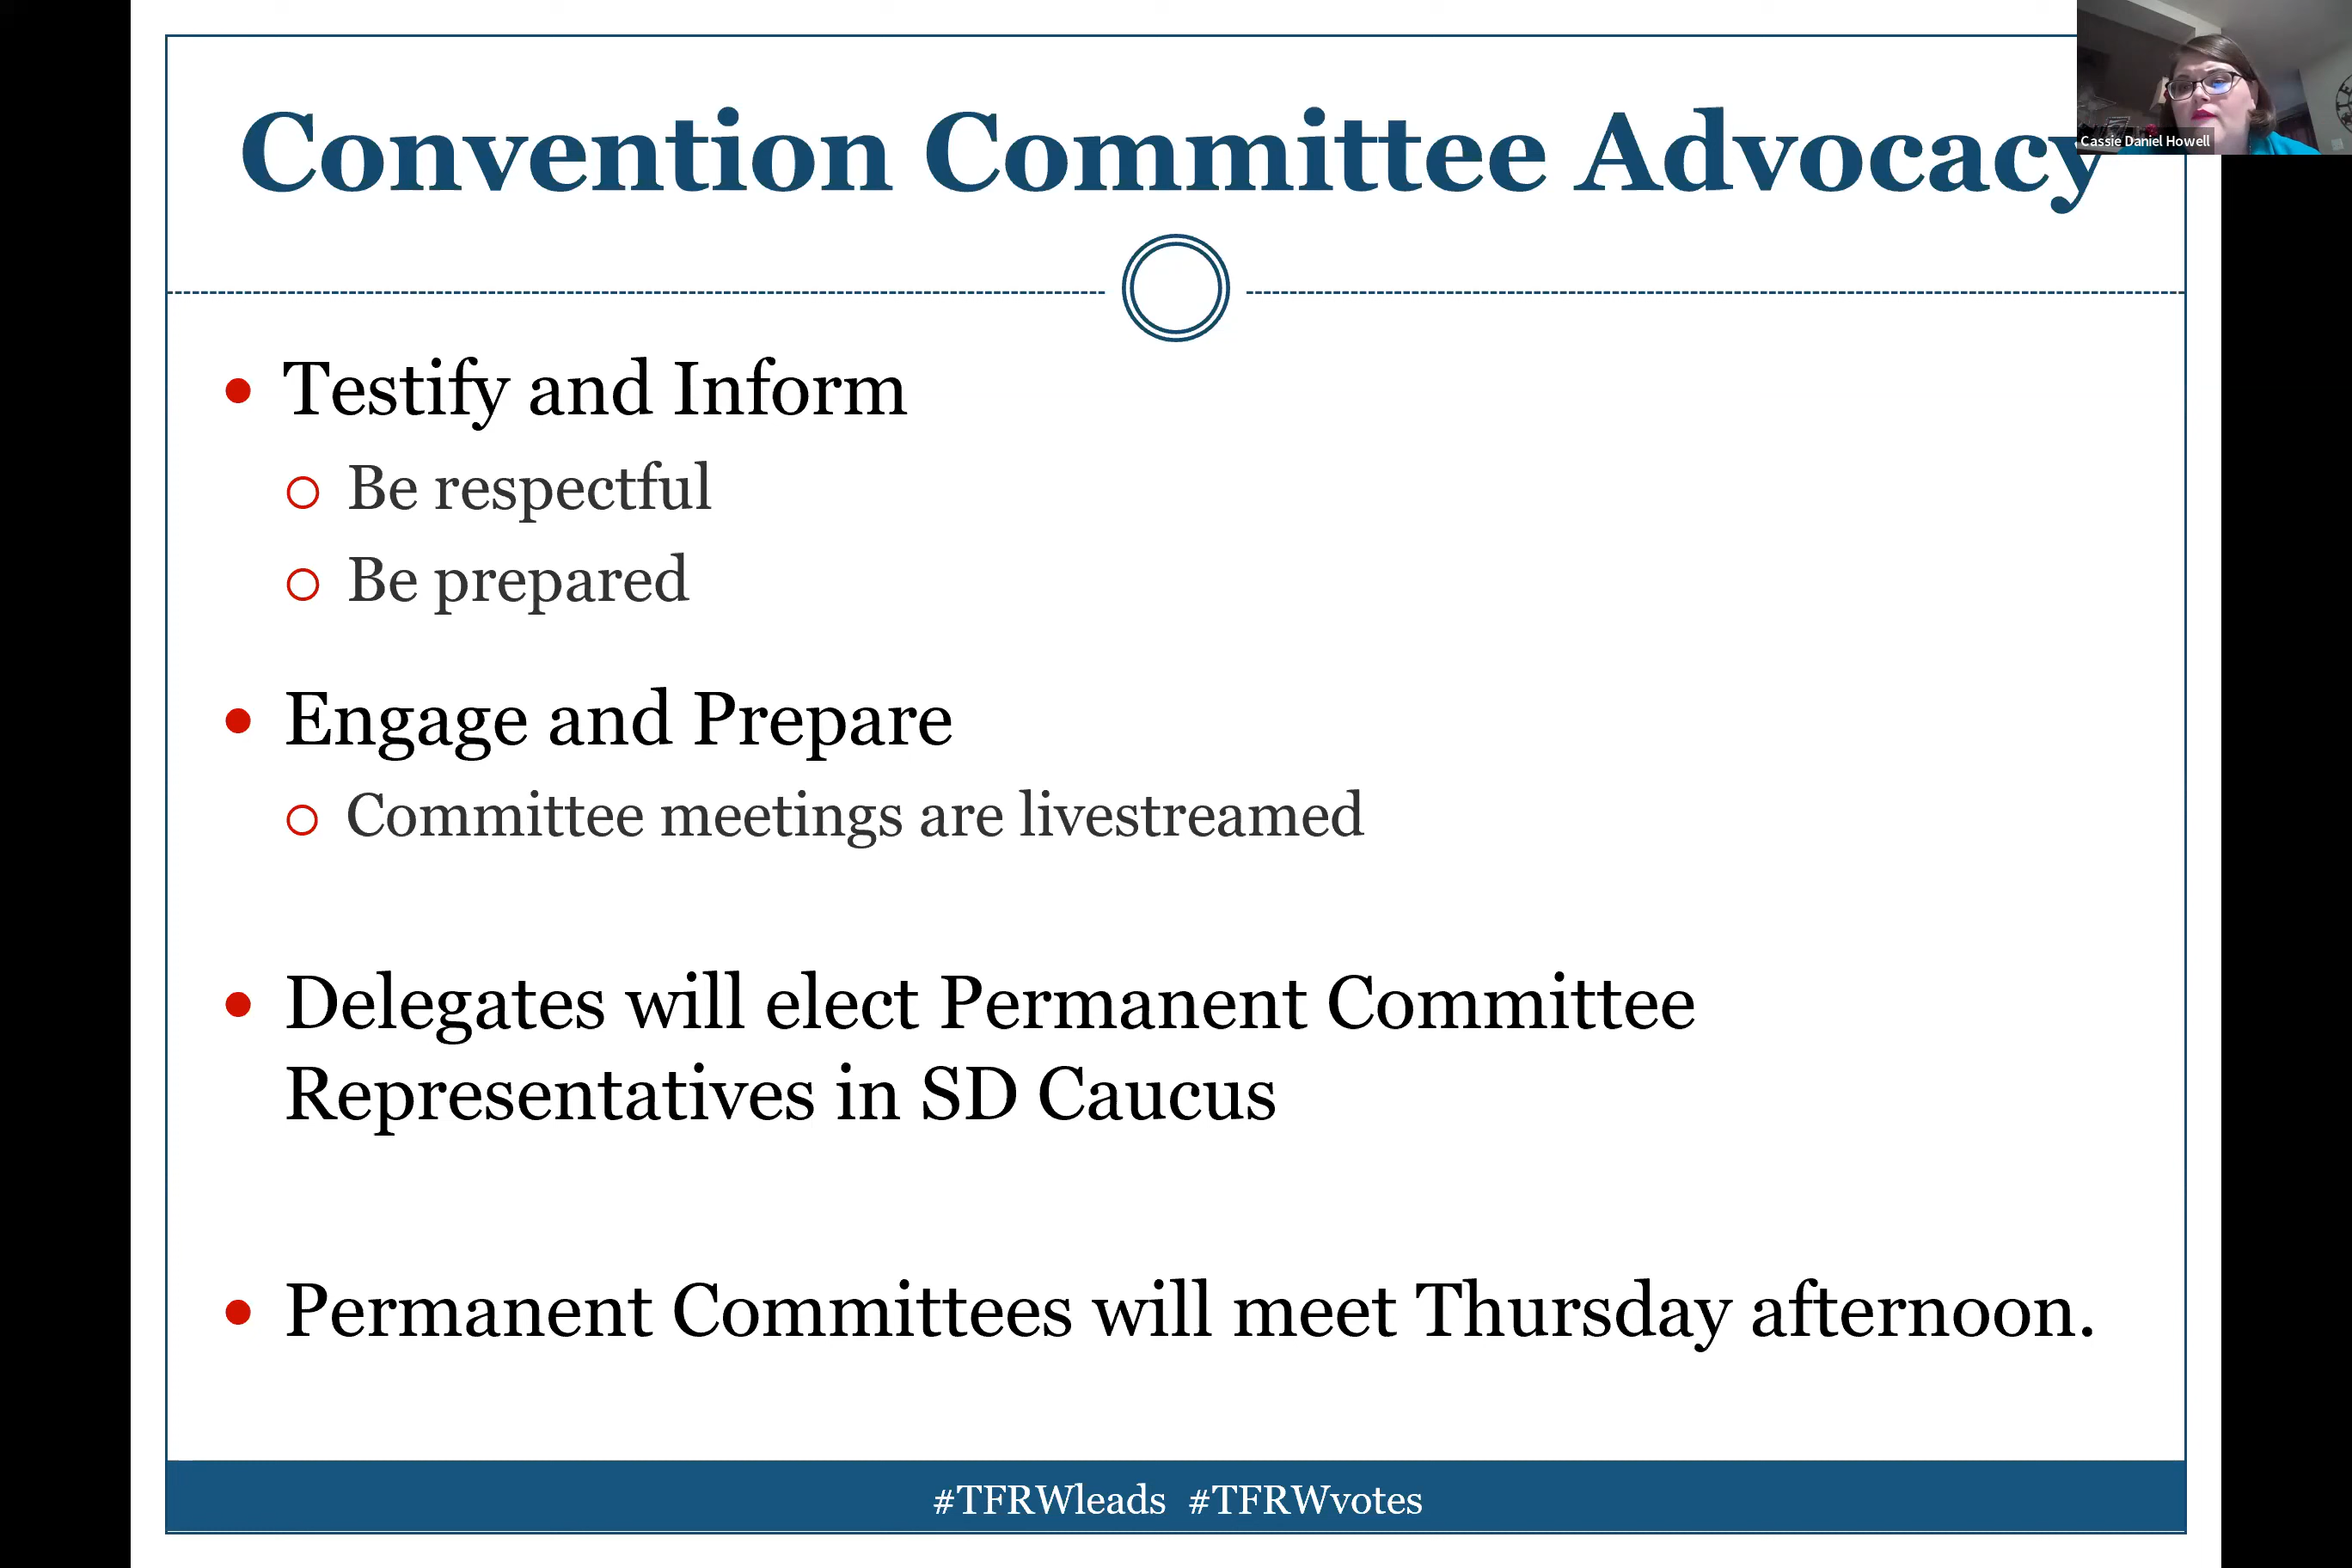 Convention Committee Advocacy
Cassie Daniel Howell
Testify and Inform
Be respectful
Be prepared
Engage and Prepare
Committee meetings are livestreamed
Delegates will elect Permanent Committee
Representatives in SD Caucus
Permanent Committees will meet Thursday afternoon.
#TFRWleads #TFRWvotes